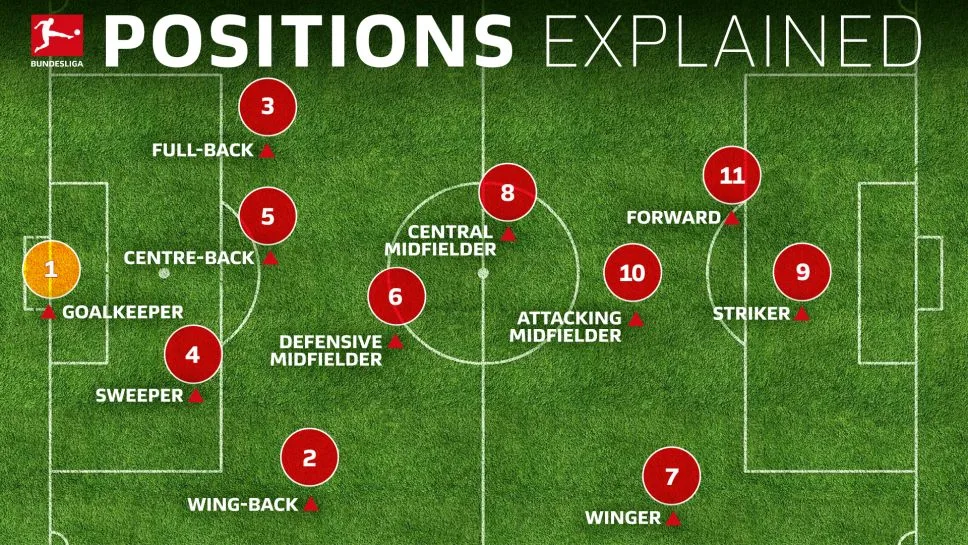 BUNDESLIGA
POSITIONS EXPLAINED
3
FULL-BACK
5
CENTRE-BACK
1
GOALKEEPER
4
SWEEPER
2
WING-BACK
6
DEFENSIVE
MIDFIELDER
8
CENTRAL
MIDFIELDER
10
ATTACKING
MIDFIELDER
11
FORWARD
9
STRIKER
7
WINGER